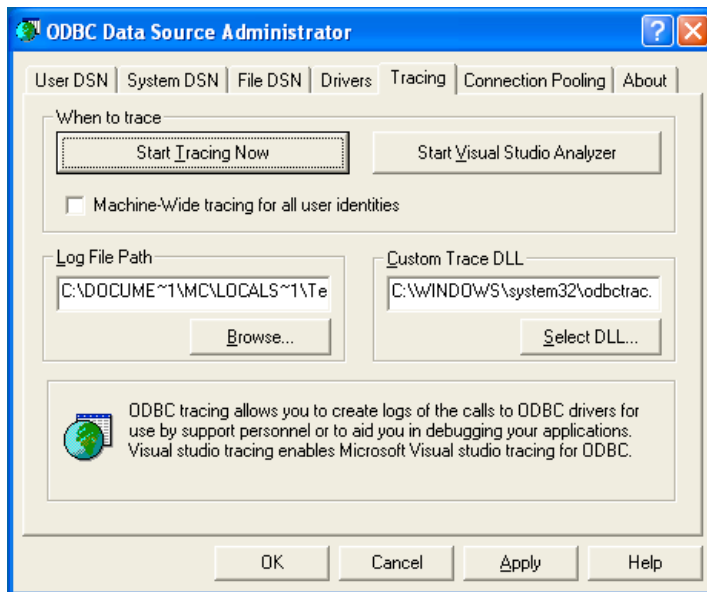 ODBC Data Source Administrator
User DSN System DSN File DSN Drivers Tracing Connection Pooling About
When to trace
Start Tracing Now Start Visual Studio Analyzer
Machine-Wide tracing for all user identities
Log File Path Custom Trace DLL
C:\DOCUME~1\MC\LOCALS~1\Te C:\WINDOWS\system32\odbctrac.
Browse... Select DLL...
ODBC tracing allows you to create logs of the calls to ODBC drivers for
use by support personnel or to aid you in debugging your applications.
Visual studio tracing enables Microsoft Visual studio tracing for ODBC.
OK Cancel Apply Help